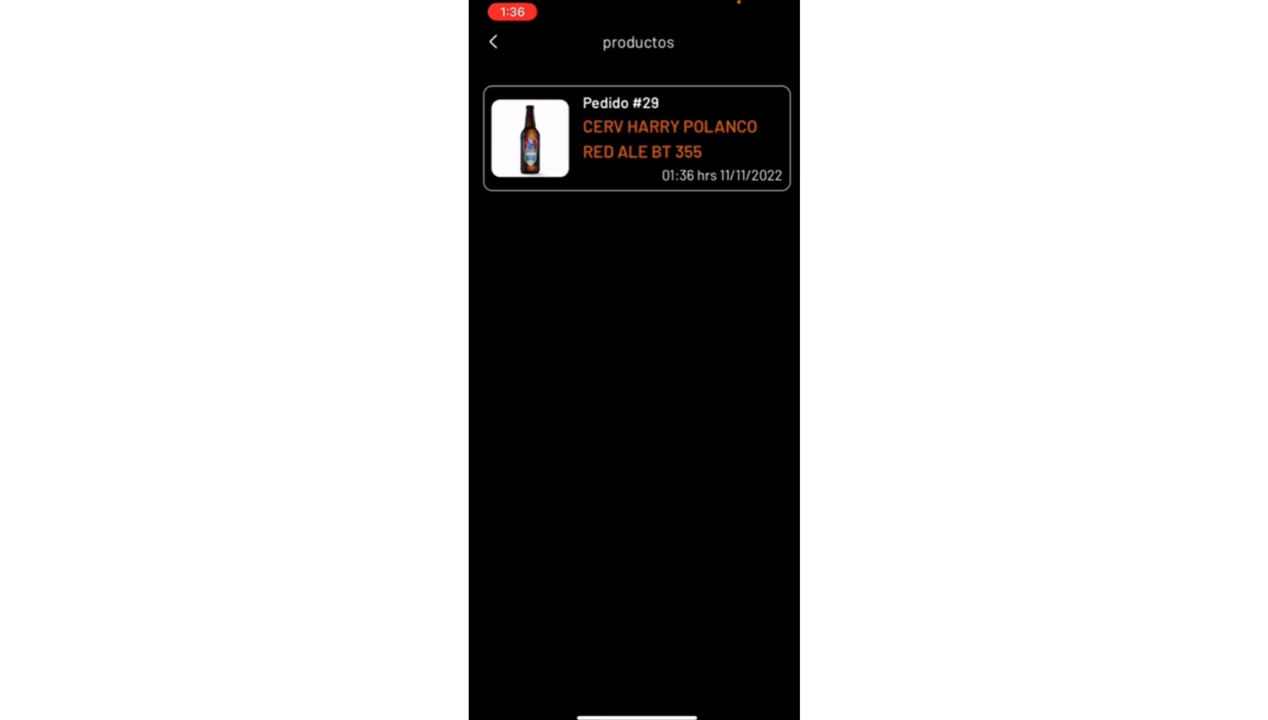 1:36
productos
Pedido #29
CERV HARRY POLANCO
RED ALE BT 355
01:36 hrs 11/11/2022